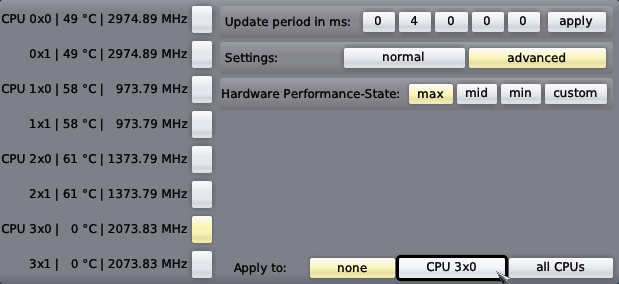 CPU 0x0 | 49 °C | 2974.89 MHz
0x1 | 49 °C | 2974.89 MHz
CPU 1x0 | 58 °C | 973.79 MHz
1x1 | 58 °C | 973.79 MHz
CPU 2x0 | 61 °C | 1373.79 MHz
2x1 | 61 °C | 1373.79 MHz
CPU 3x0 | 0 °C | 2073.83 MHz
3x1 | 0 °C | 2073.83 MHz
Update period in ms: 0 4 0 0 0 apply
Settings: normal advanced
Hardware Performance-State: max mid min custom
Apply to: none CPU 3x0 all CPUs